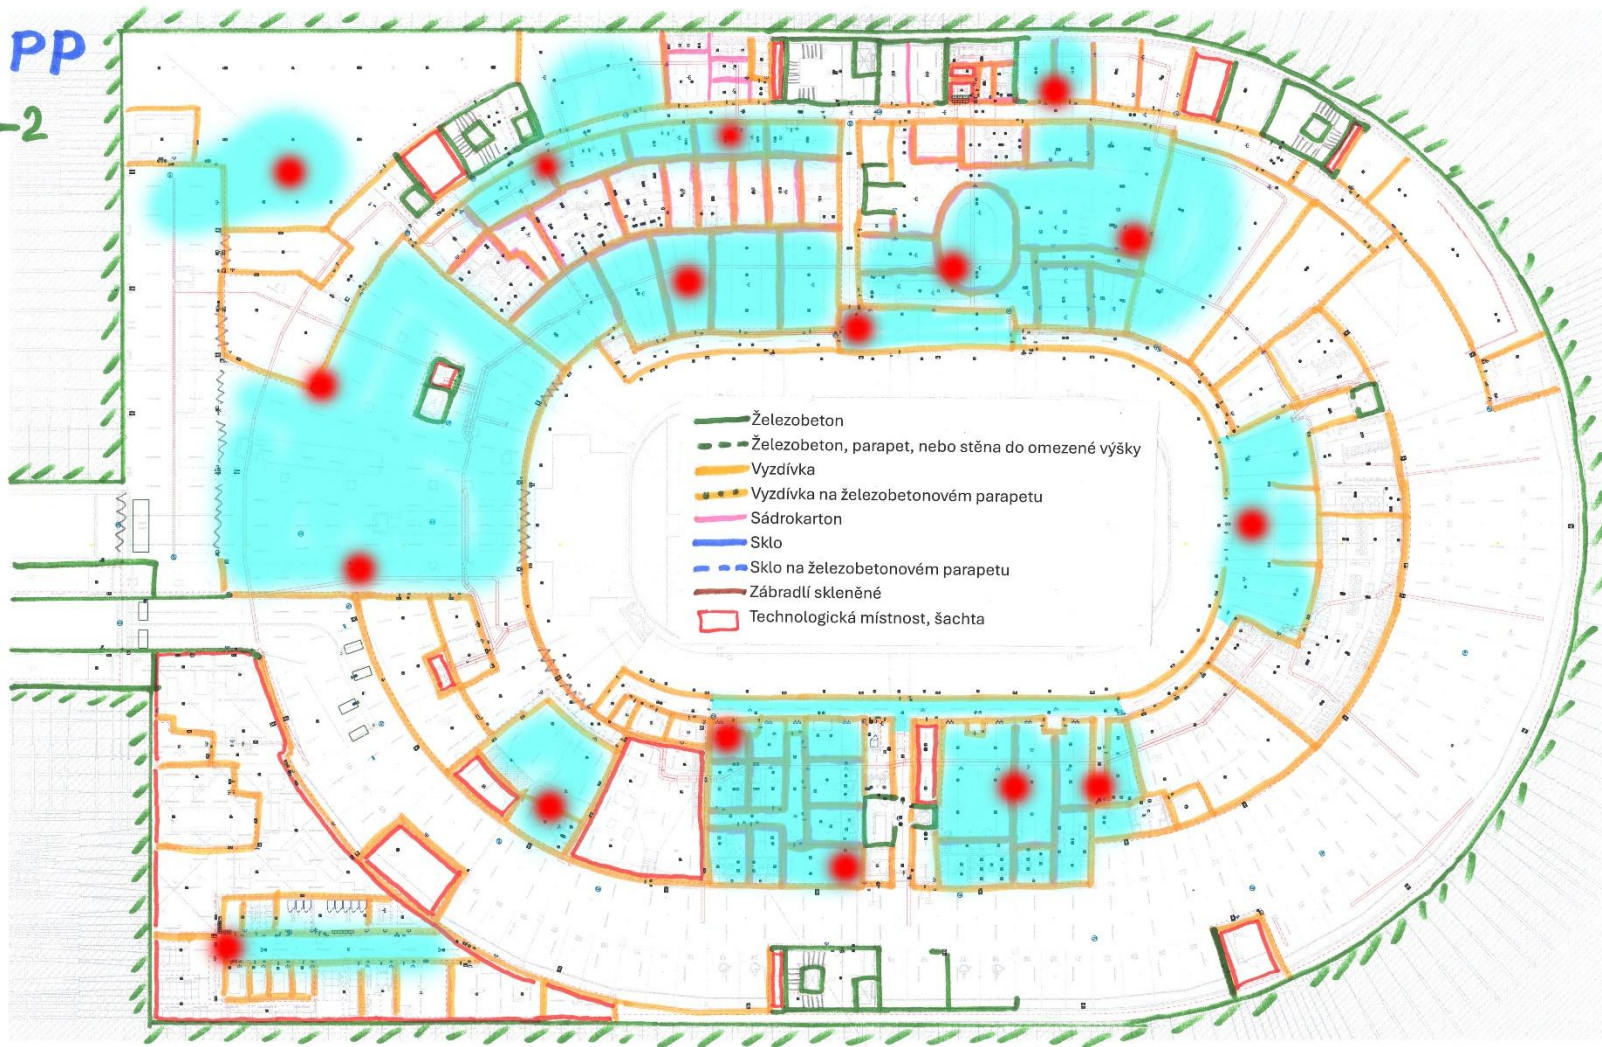 PP
-2
Železobeton
Železobeton, parapet, nebo stěna do omezené výšky
Vyzdívka
Vyzdívka na železobetonovém parapetu
Sádrokarton
Sklo
Sklo na železobetonovém parapetu
Zábradlí skleněné
Technologická místnost, šachta